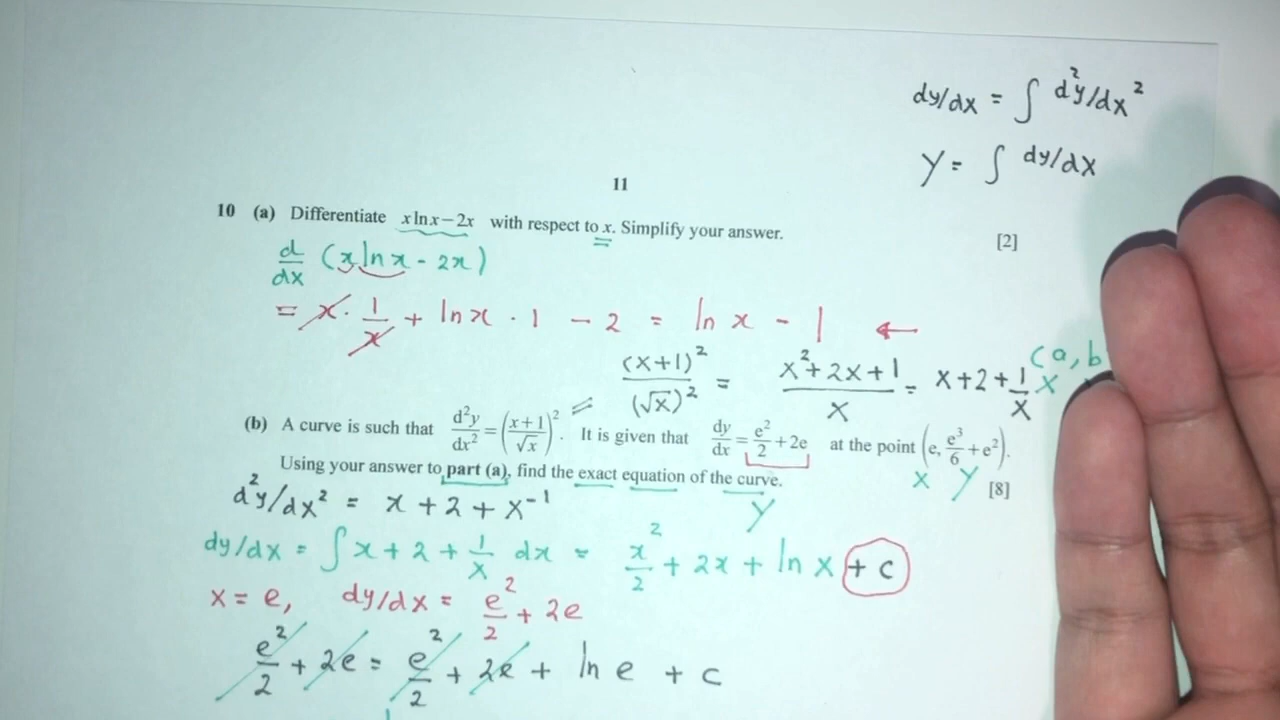 dy/dx = ∫ d²y/dx²
y = ∫ dy/dx
11
10 (a) Differentiate x ln x − 2x with respect to x. Simplify your answer. [2]
d/dx (x ln x - 2x)
= x · 1/x + ln x · 1 - 2 = ln x - 1 ←
(x+1)²/(√x)² = x²+2x+1/x = x+2+1/x
(a, b
x
(b) A curve is such that d²y/dx² = (x+1/√x)². It is given that dy/dx = e²/2 + 2e at the point (e, e³/6 + e²).
Using your answer to part (a), find the exact equation of the curve. [8]
x y
y
d²y/dx² = x + 2 + x⁻¹
dy/dx = ∫ x + 2 + 1/x dx = x²/2 + 2x + ln x + c
x = e, dy/dx = e²/2 + 2e
e²/2 + 2e = e²/2 + 2e + ln e + c